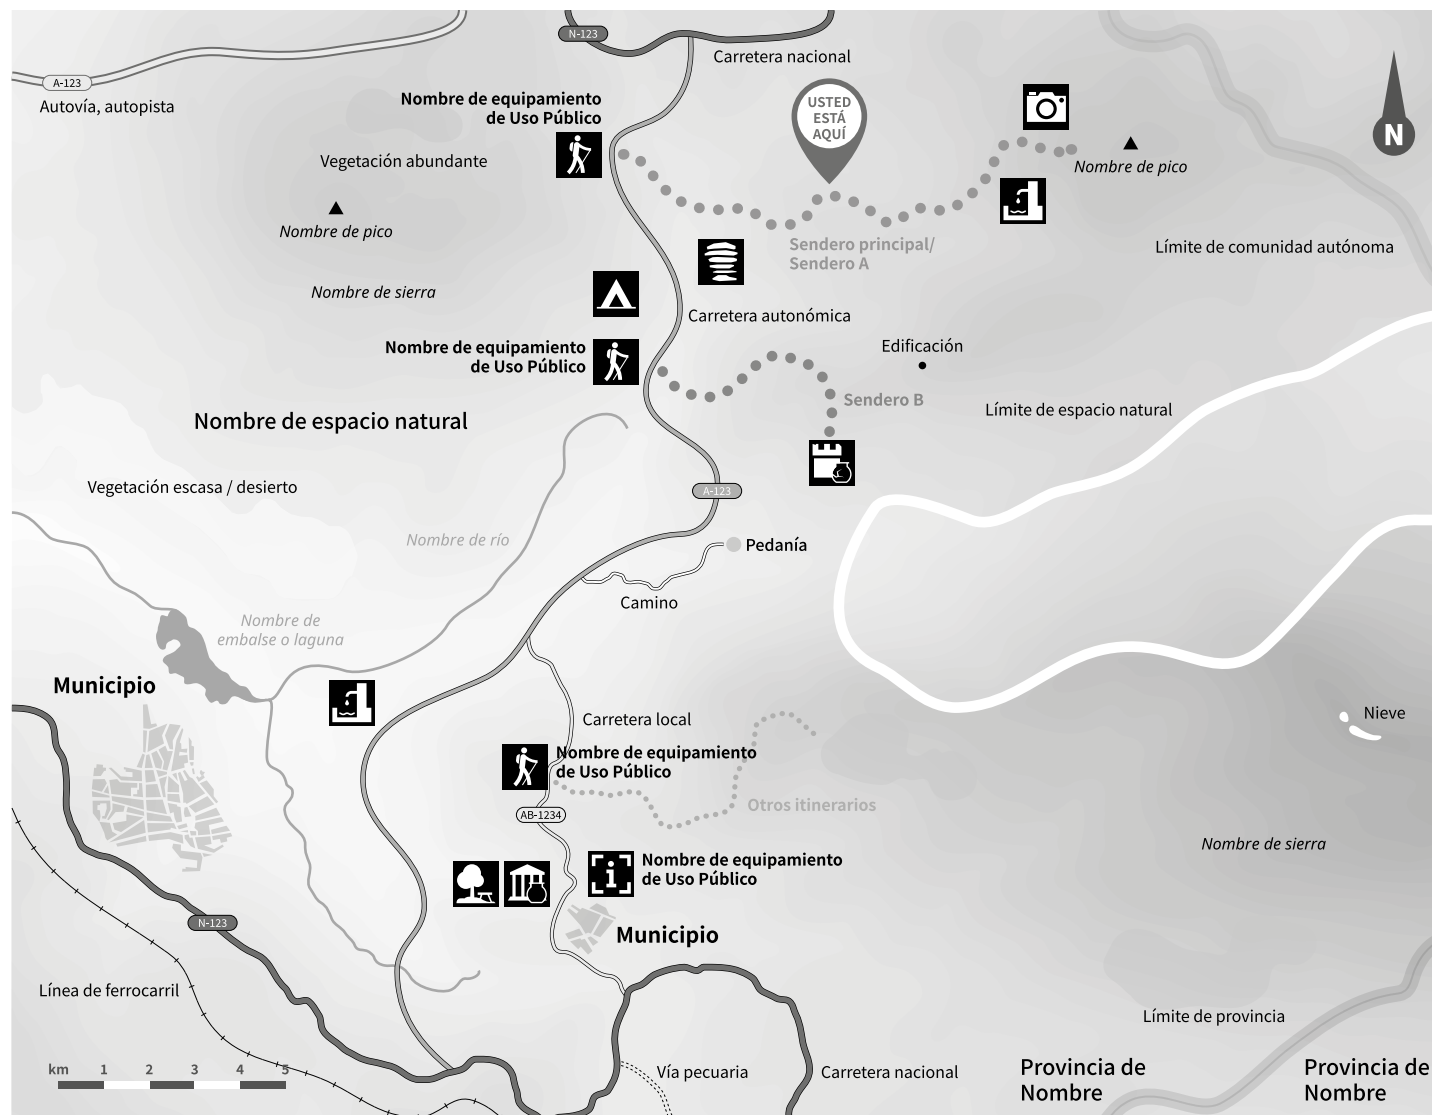 N-123
Carretera nacional
A-123
Autovía, autopista
Nombre de equipamiento
de Uso Público
USTED
ESTÁ
AQUÍ
N
Vegetación abundante
Nombre de pico
Nombre de pico
Sendero principal/
Sendero A
Límite de comunidad autónoma
Nombre de sierra
Carretera autonómica
Nombre de equipamiento
de Uso Público
Edificación
Sendero B
Límite de espacio natural
Nombre de espacio natural
Vegetación escasa / desierto
A-123
Nombre de río
Pedanía
Camino
Nombre de
embalse o laguna
Municipio
Carretera local
Nieve
Nombre de equipamiento
de Uso Público
Otros itinerarios
AB-1234
Nombre de sierra
Nombre de equipamiento
de Uso Público
i
N-123
Municipio
Línea de ferrocarril
Límite de provincia
km 1 2 3 4 5
Vía pecuaria
Carretera nacional
Provincia de
Nombre
Provincia de
Nombre